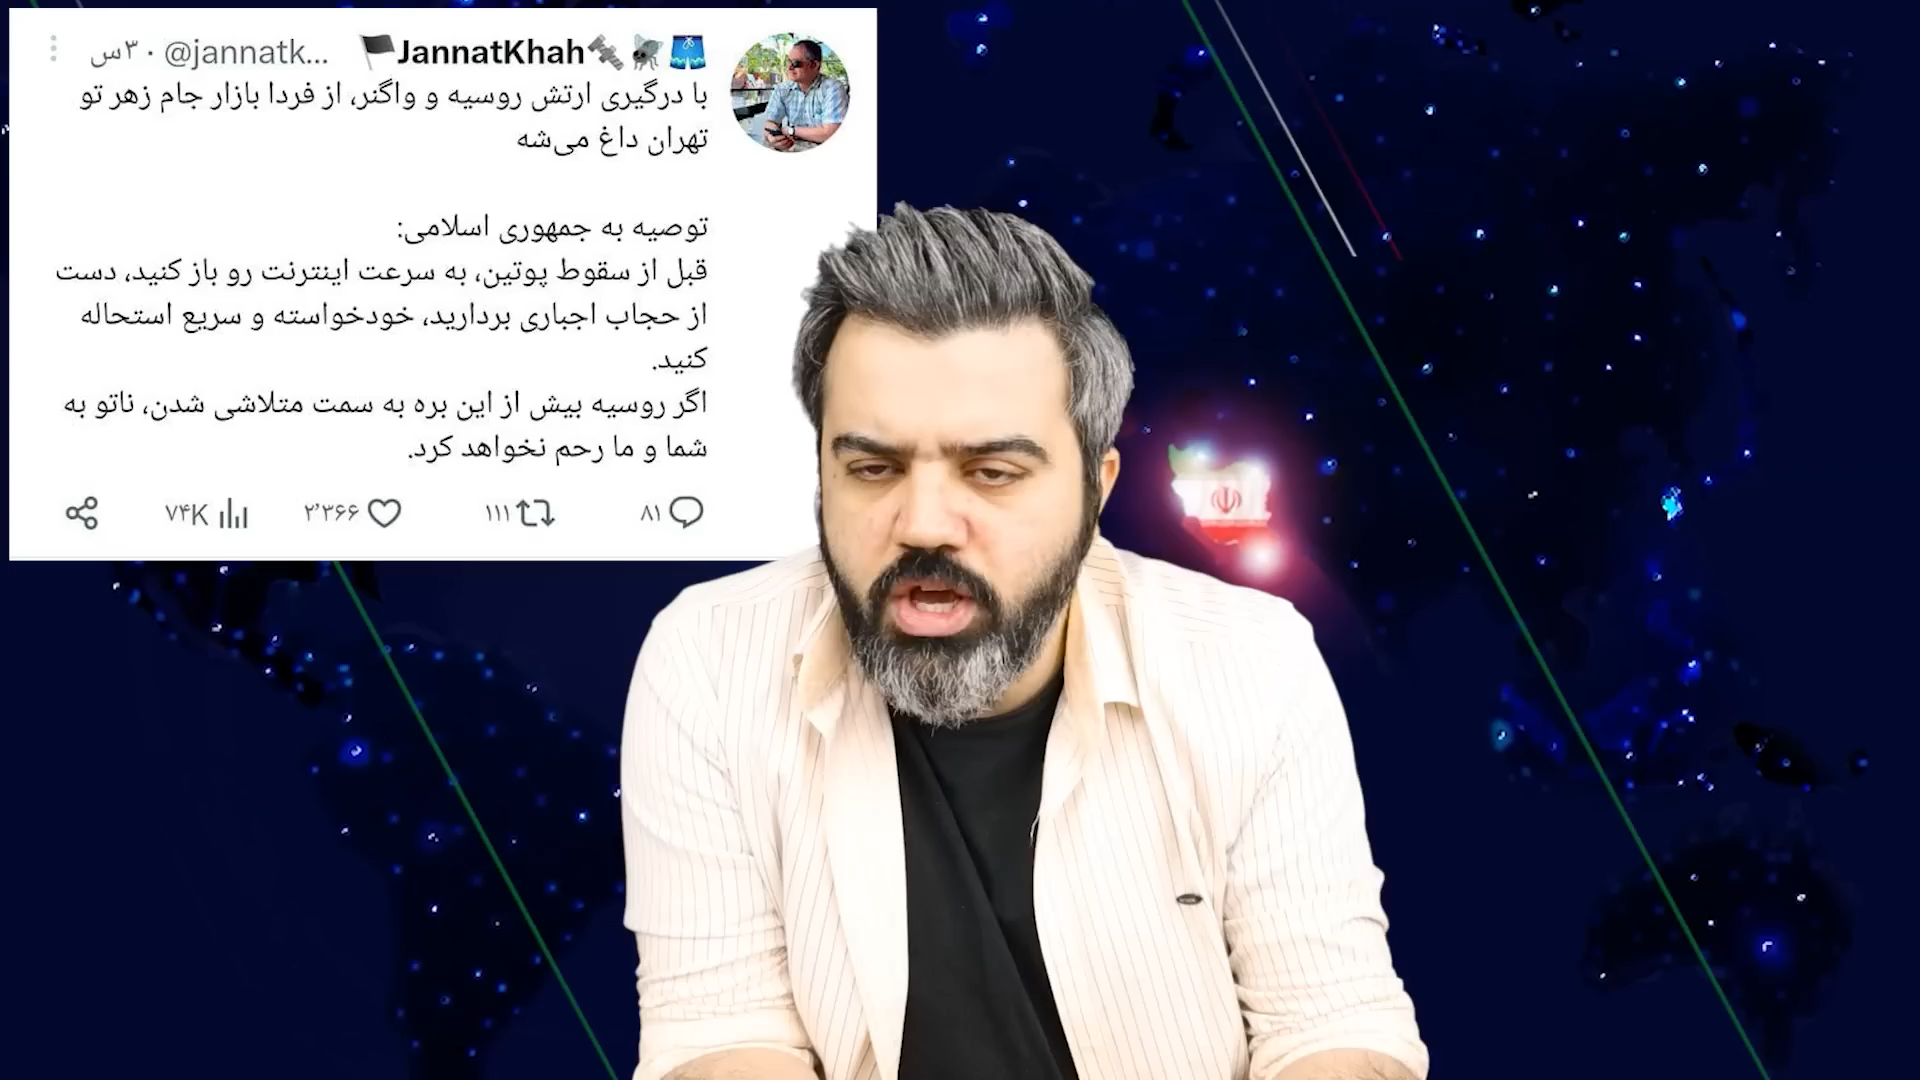 JannatKhah @jannatk... · ۳۰س
با درگیری ارتش روسیه و واگنر، از فردا بازار جام زهر تو
تهران داغ می‌شه
توصیه به جمهوری اسلامی:
قبل از سقوط پوتین، به سرعت اینترنت رو باز کنید، دست
از حجاب اجباری بردارید، خودخواسته و سریع استحاله
کنید.
اگر روسیه بیش از این بره به سمت متلاشی شدن، ناتو به
شما و ما رحم نخواهد کرد.
۸۱ ۱۱۱ ۲٬۳۶۶ ۷۴K